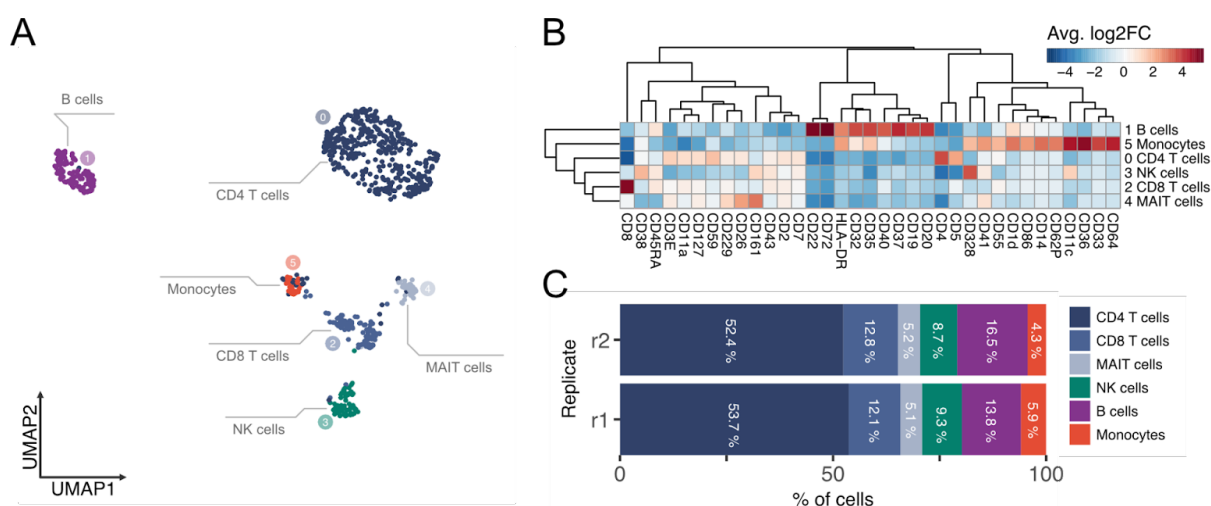 A
B cells
1
0
CD4 T cells
5
Monocytes
4
2
CD8 T cells
MAIT cells
NK cells
3
UMAP2
UMAP1
B
Avg. log2FC
−4 −2 0 2 4
1 B cells
5 Monocytes
0 CD4 T cells
3 NK cells
2 CD8 T cells
4 MAIT cells
CD8
CD38
CD45RA
CD3E
CD11a
CD127
CD59
CD229
CD26
CD161
CD43
CD2
CD7
CD22
CD72
HLA−DR
CD32
CD35
CD40
CD37
CD19
CD20
CD4
CD5
CD328
CD41
CD55
CD1d
CD86
CD14
CD62P
CD11c
CD36
CD33
CD64
C
Replicate
r2
52.4 %
12.8 %
5.2 %
8.7 %
16.5 %
4.3 %
r1
53.7 %
12.1 %
5.1 %
9.3 %
13.8 %
5.9 %
0 50 100
% of cells
CD4 T cells
CD8 T cells
MAIT cells
NK cells
B cells
Monocytes